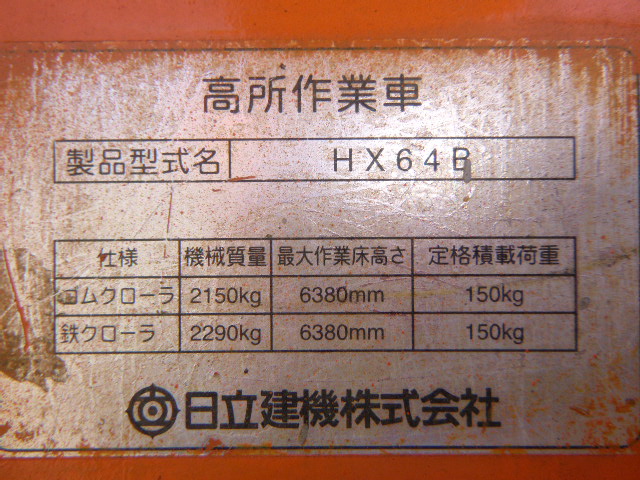 高所作業車
製品型式名 HX64B
仕様 機械質量 最大作業床高さ 定格積載荷重
ゴムクローラ 2150kg 6380mm 150kg
鉄クローラ 2290kg 6380mm 150kg
日立建機株式会社